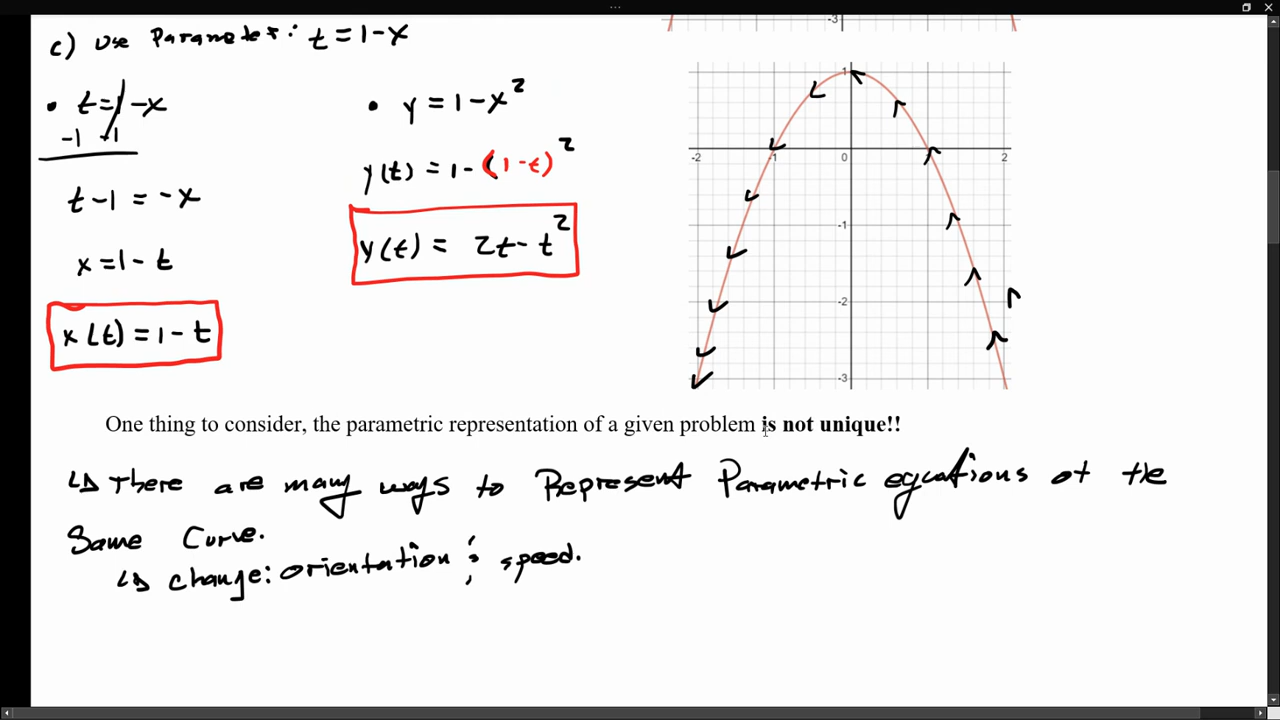 c) Use Parameter: t = 1 - x
• t = 1 - x
-1 -1
t - 1 = - x
x = 1 - t
x(t) = 1 - t
• y = 1 - x²
y(t) = 1 - (1 - t)²
y(t) = 2t - t²
-3
1
-2 -1 0 1 2
-1
-2
-3
One thing to consider, the parametric representation of a given problem is not unique!!
↳ There are many ways to Represent Parametric equations of the
Same Curve.
↳ change: orientation & speed.